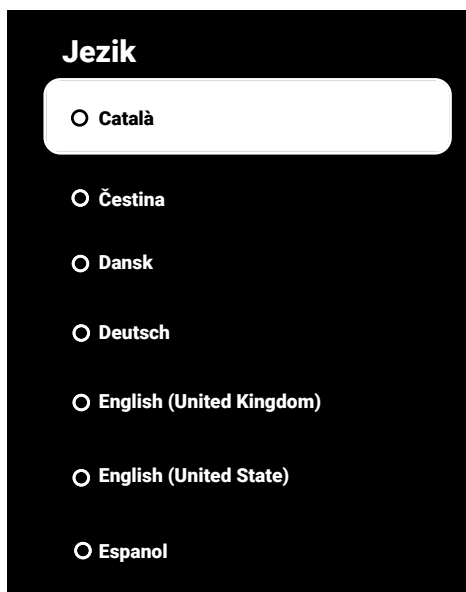 Jezik
Català
Čestina
Dansk
Deutsch
English (United Kingdom)
English (United State)
Espanol